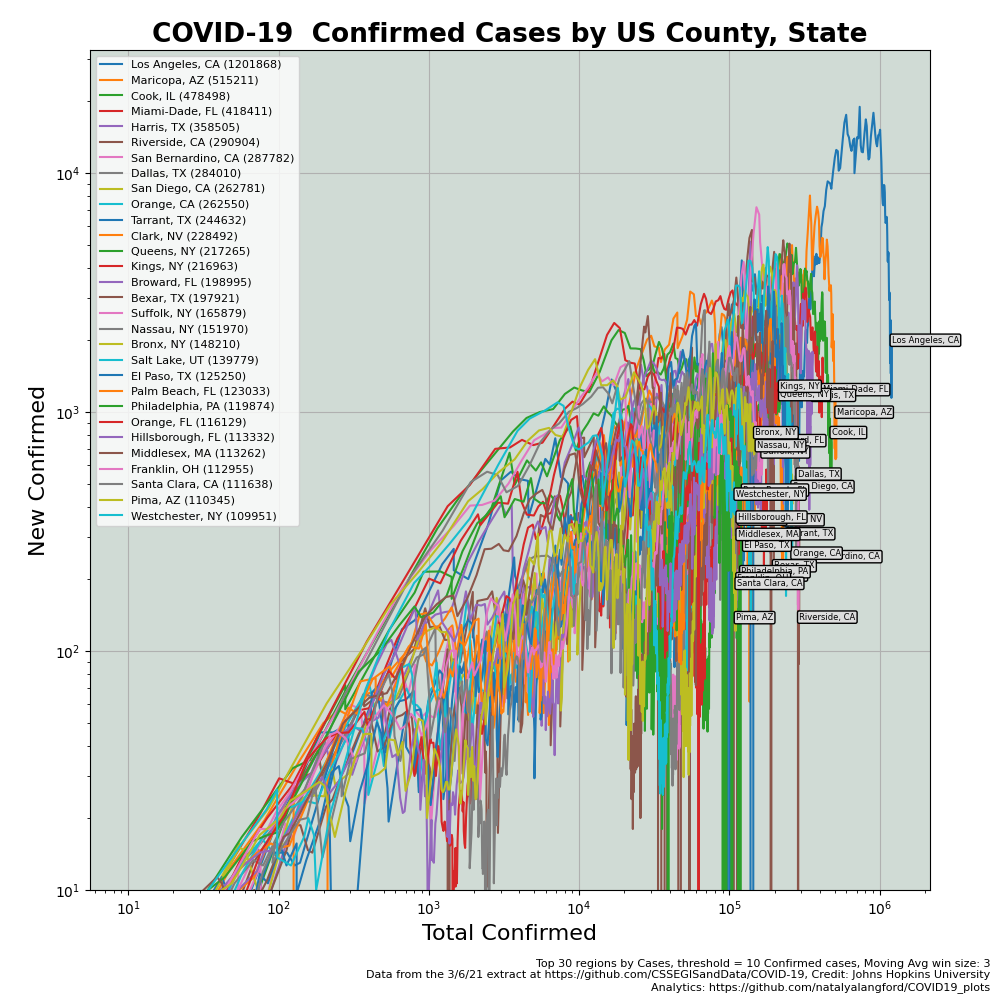 COVID-19  Confirmed Cases by US County, State
Los Angeles, CA (1201868)
Maricopa, AZ (515211)
Cook, IL (478498)
Miami-Dade, FL (418411)
Harris, TX (358505)
Riverside, CA (290904)
San Bernardino, CA (287782)
Dallas, TX (284010)
San Diego, CA (262781)
Orange, CA (262550)
Tarrant, TX (244632)
Clark, NV (228492)
Queens, NY (217265)
Kings, NY (216963)
Broward, FL (198995)
Bexar, TX (197921)
Suffolk, NY (165879)
Nassau, NY (151970)
Bronx, NY (148210)
Salt Lake, UT (139779)
El Paso, TX (125250)
Palm Beach, FL (123033)
Philadelphia, PA (119874)
Orange, FL (116129)
Hillsborough, FL (113332)
Middlesex, MA (113262)
Franklin, OH (112955)
Santa Clara, CA (111638)
Pima, AZ (110345)
Westchester, NY (109951)
New Confirmed
10⁴
10³
10²
10¹
Los Angeles, CA
Kings, NY
Dade, FL
Queens, NY
TX
Maricopa, AZ
Bronx, NY
Cook, IL
Nassau, NY
FL
Dallas, TX
Diego, CA
Westchester, NY
Hillsborough, FL
NV
Middlesex, MA
TX
El Paso, TX
Orange, CA
CA
TX
Philadelphia, PA
Santa Clara, CA
Pima, AZ
Riverside, CA
10¹
10²
10³
10⁴
10⁵
10⁶
Total Confirmed
Top 30 regions by Cases, threshold = 10 Confirmed cases, Moving Avg win size: 3
Data from the 3/6/21 extract at https://github.com/CSSEGISandData/COVID-19, Credit: Johns Hopkins University
Analytics: https://github.com/natalyalangford/COVID19_plots